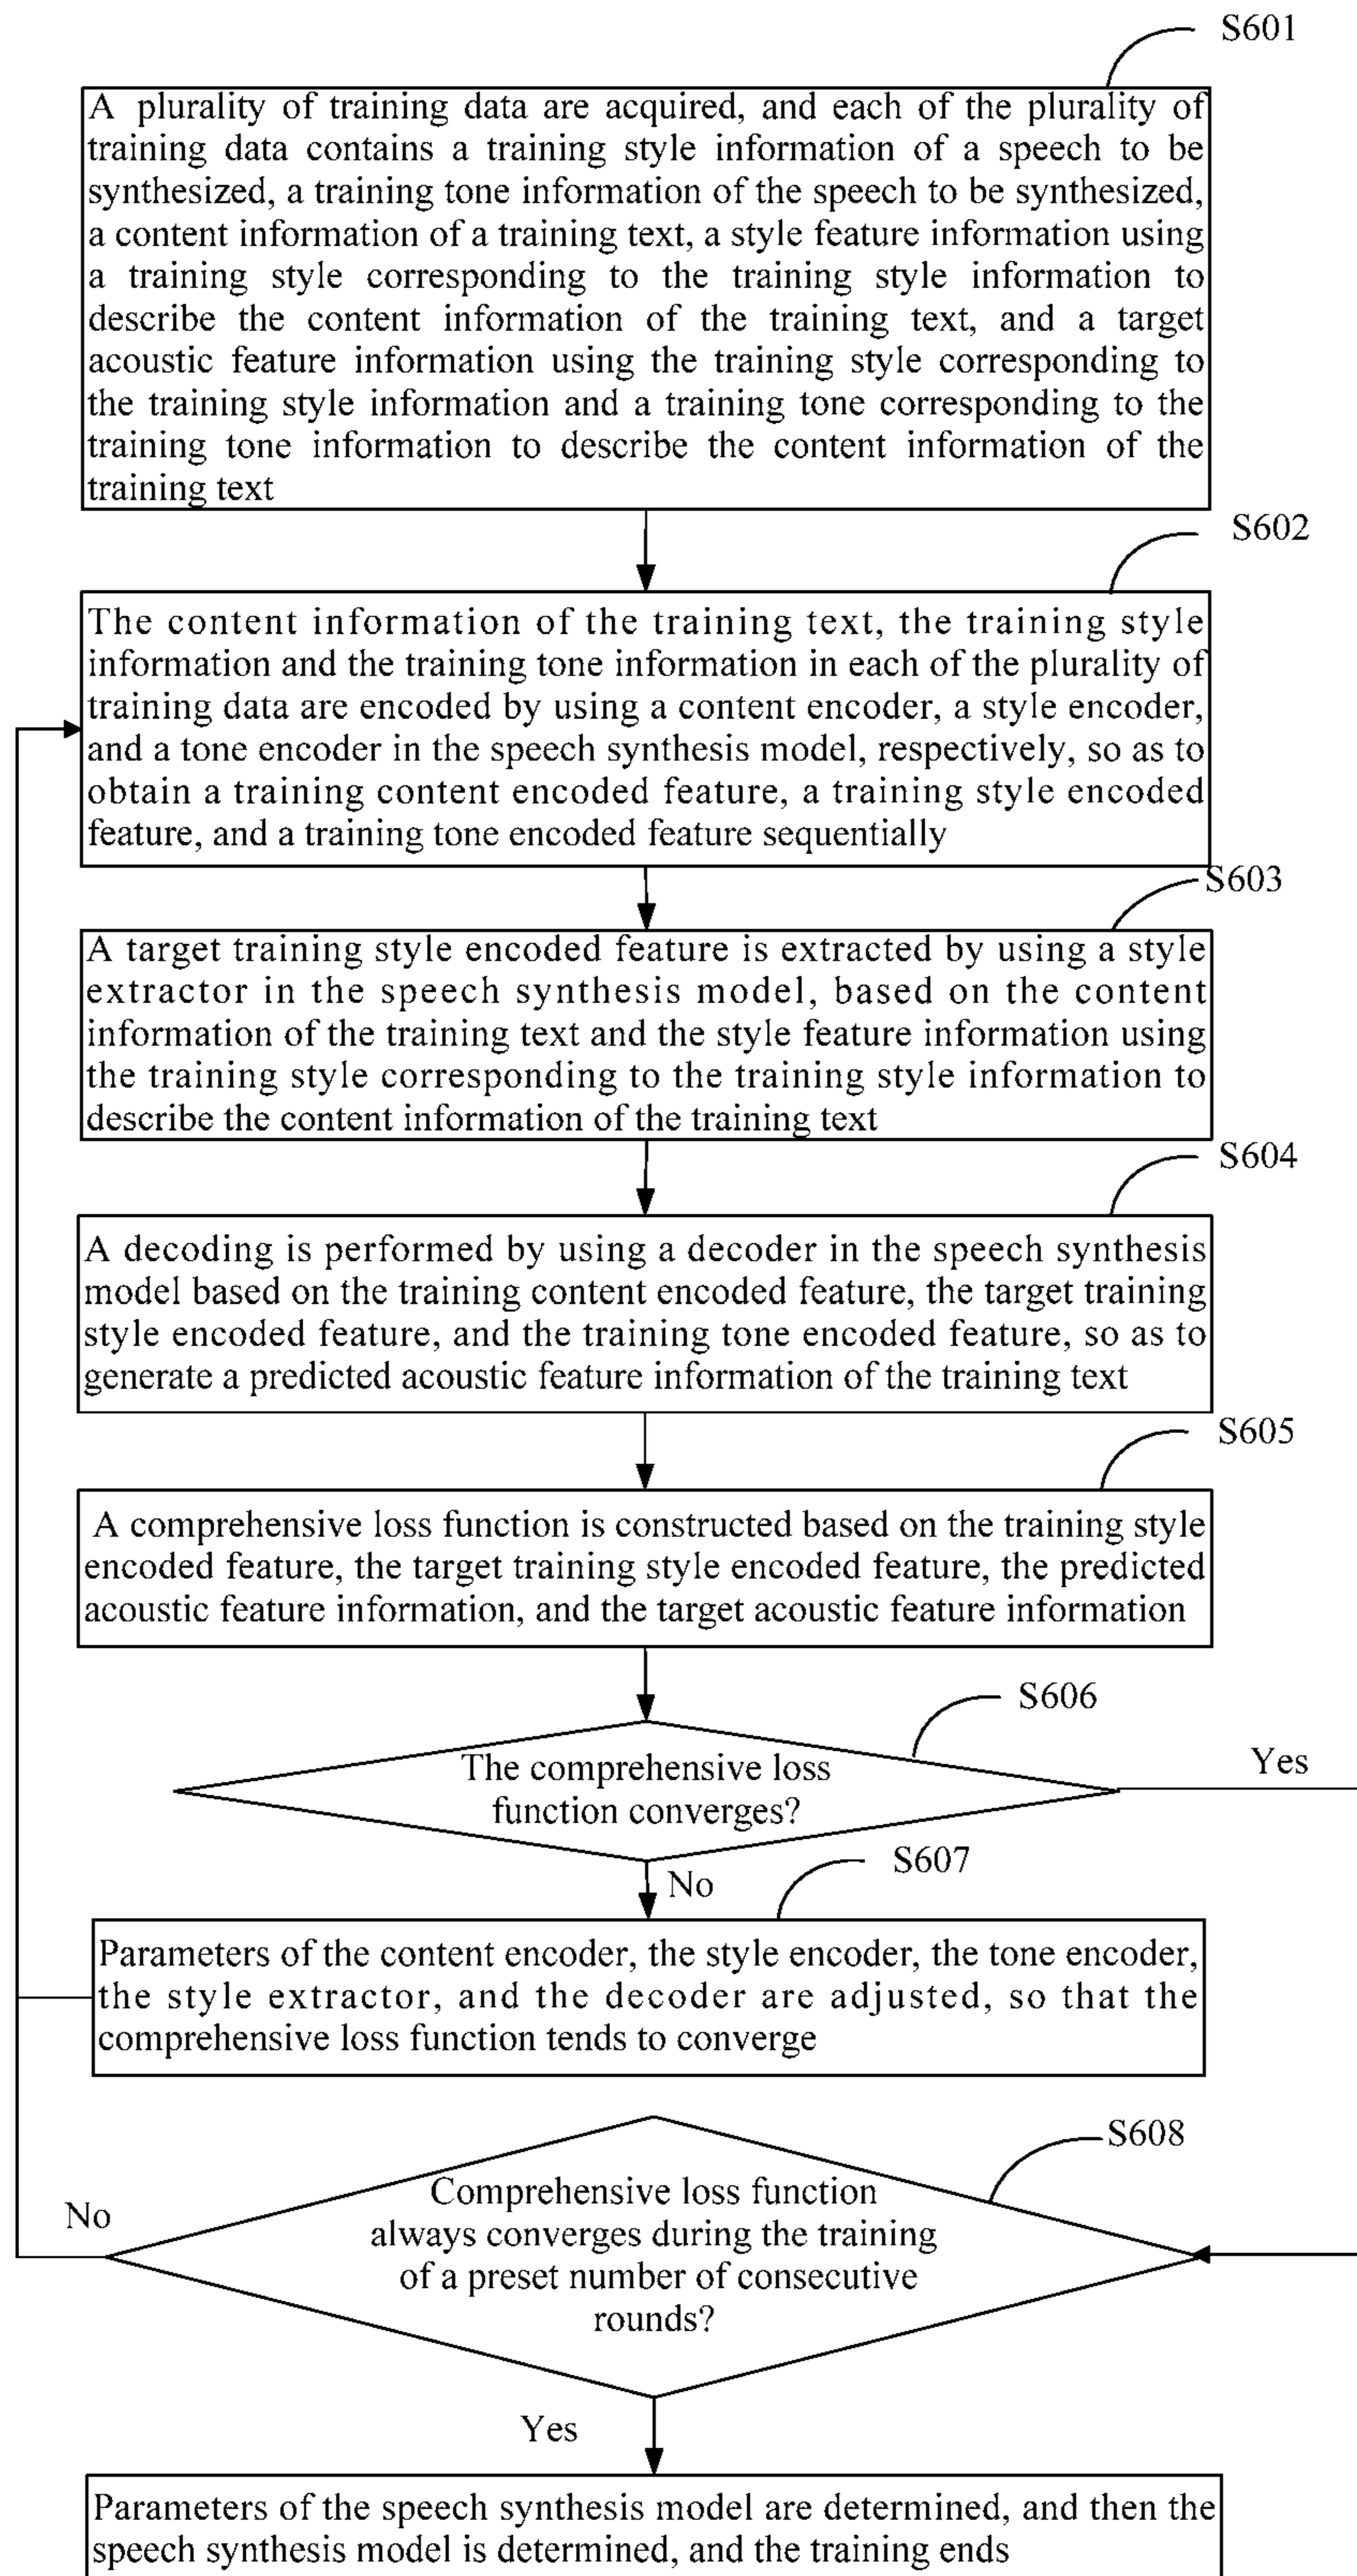 S601
A plurality of training data are acquired, and each of the plurality of
training data contains a training style information of a speech to be
synthesized, a training tone information of the speech to be synthesized,
a content information of a training text, a style feature information using
a training style corresponding to the training style information to
describe the content information of the training text, and a target
acoustic feature information using the training style corresponding to
the training style information and a training tone corresponding to the
training tone information to describe the content information of the
training text
S602
The content information of the training text, the training style
information and the training tone information in each of the plurality of
training data are encoded by using a content encoder, a style encoder,
and a tone encoder in the speech synthesis model, respectively, so as to
obtain a training content encoded feature, a training style encoded
feature, and a training tone encoded feature sequentially
S603
A target training style encoded feature is extracted by using a style
extractor in the speech synthesis model, based on the content
information of the training text and the style feature information using
the training style corresponding to the training style information to
describe the content information of the training text
S604
A decoding is performed by using a decoder in the speech synthesis
model based on the training content encoded feature, the target training
style encoded feature, and the training tone encoded feature, so as to
generate a predicted acoustic feature information of the training text
S605
A comprehensive loss function is constructed based on the training style
encoded feature, the target training style encoded feature, the predicted
acoustic feature information, and the target acoustic feature information
S606
The comprehensive loss
function converges?
Yes
No
S607
Parameters of the content encoder, the style encoder, the tone encoder,
the style extractor, and the decoder are adjusted, so that the
comprehensive loss function tends to converge
S608
Comprehensive loss function
always converges during the training
of a preset number of consecutive
rounds?
No
Yes
Parameters of the speech synthesis model are determined, and then the
speech synthesis model is determined, and the training ends